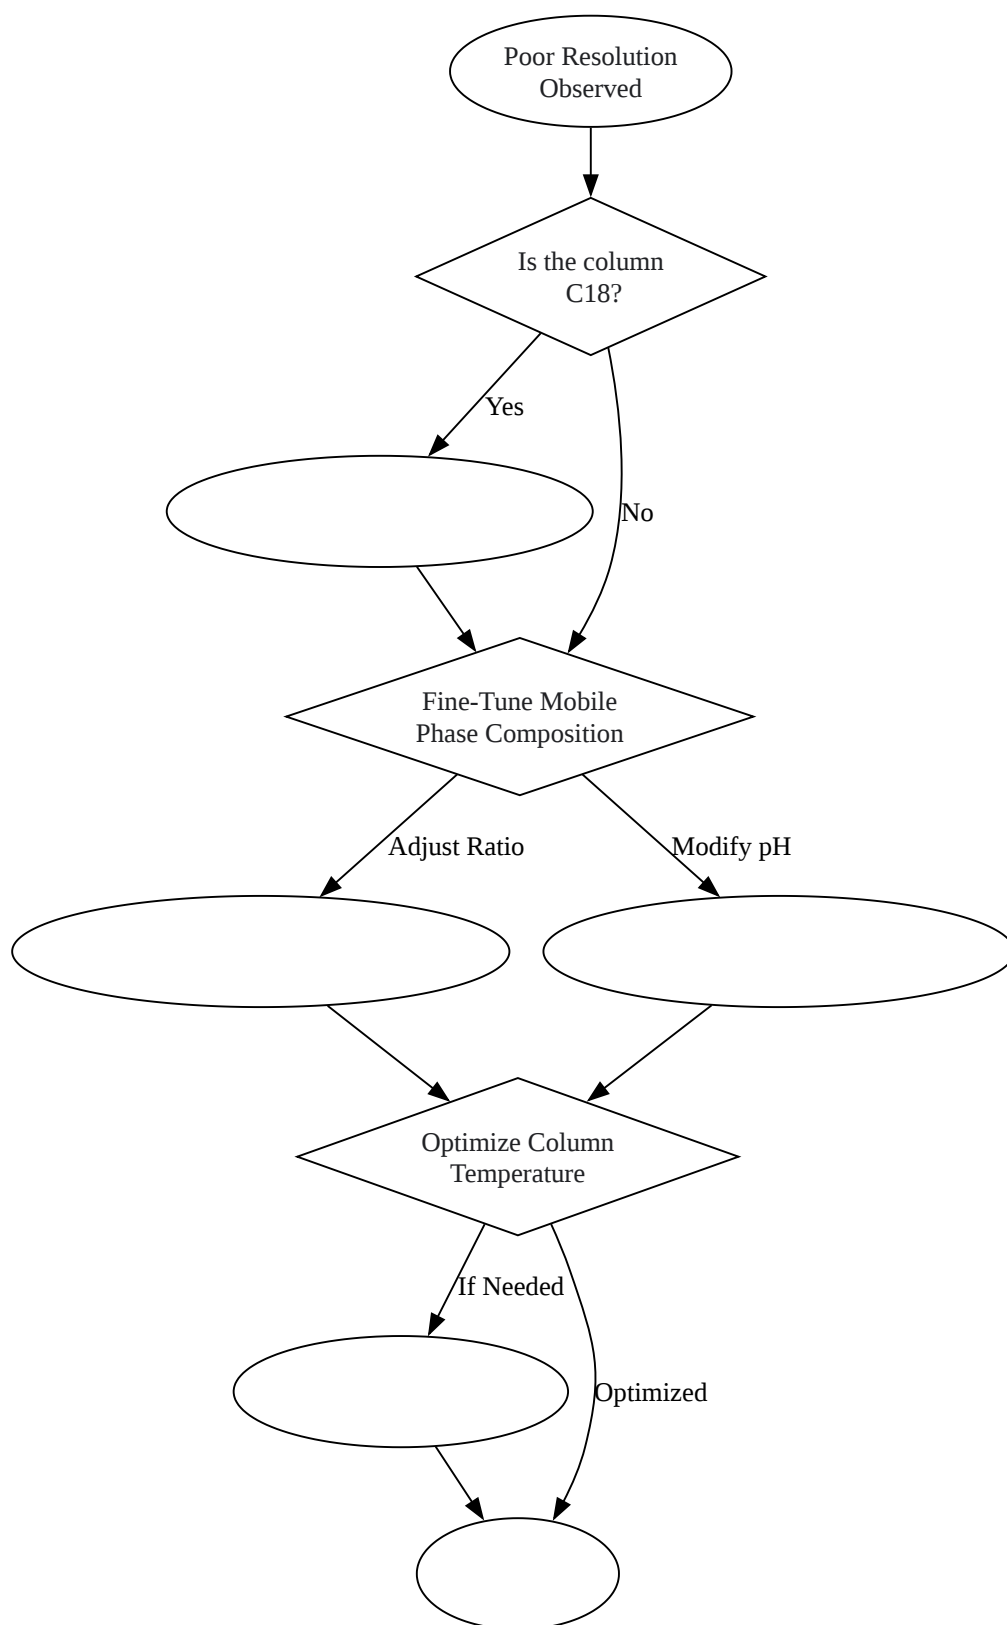 Poor Resolution
Observed
Is the column
C18?
Yes
No
Fine-Tune Mobile
Phase Composition
Adjust Ratio
Modify pH
Optimize Column
Temperature
If Needed
Optimized